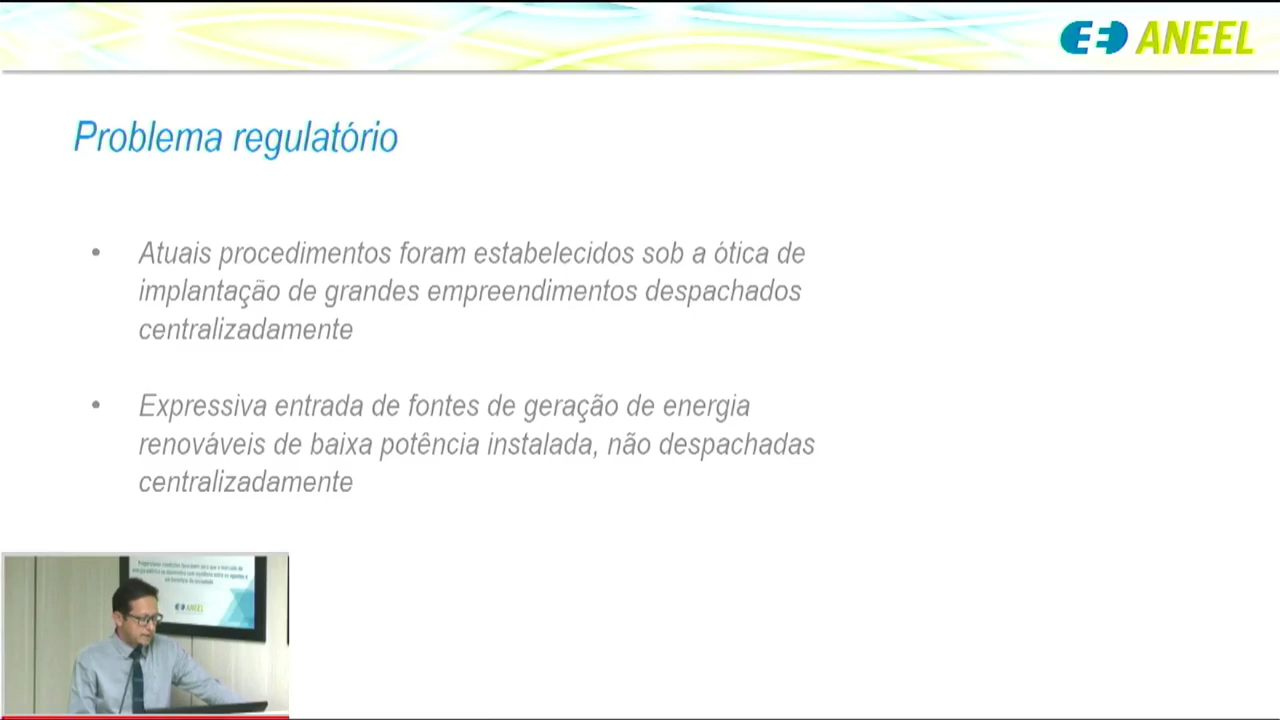 ANEEL
Problema regulatório
• Atuais procedimentos foram estabelecidos sob a ótica de
implantação de grandes empreendimentos despachados
centralizadamente
• Expressiva entrada de fontes de geração de energia
renováveis de baixa potência instalada, não despachadas
centralizadamente
ANEEL